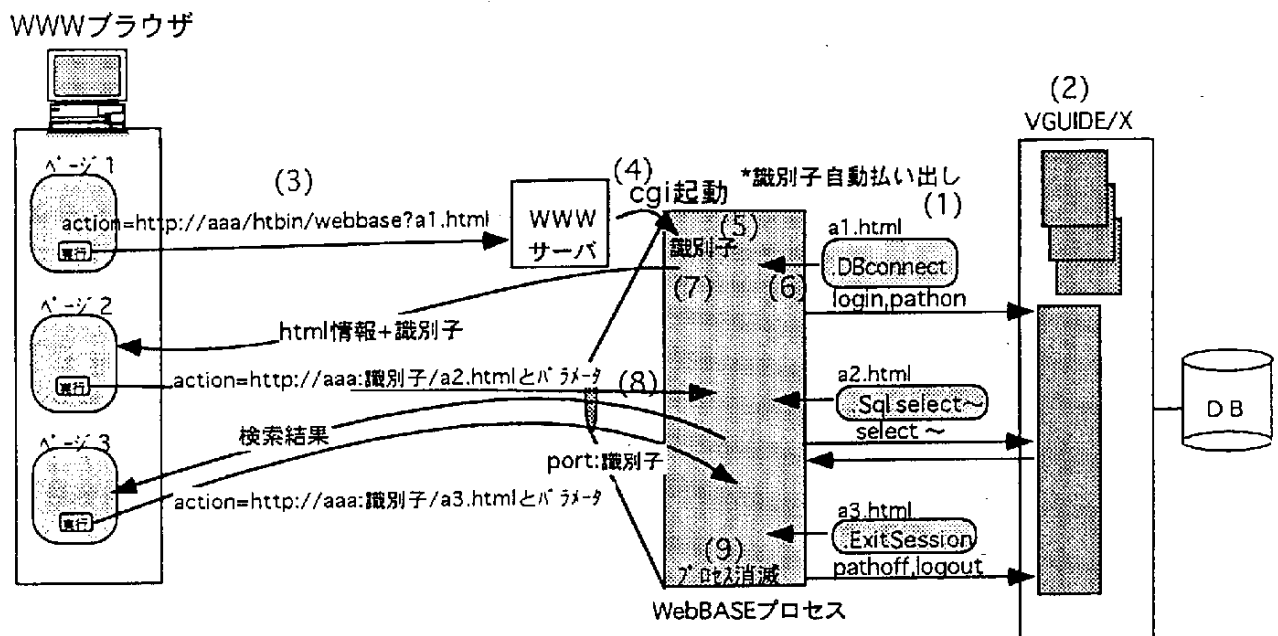 WWWブラウザ
(2)
VGUIDE/X
ページ 1
(3)
action=http://aaa/htbin/webbase?a1.html
実行
WWW
サーバ
(4)
cgi起動
*識別子自動払い出し
(1)
(5)
識別子
a1.html
.DBconnect
(7)
(6)
login,pathon
ページ 2
html情報+識別子
実行
action=http://aaa:識別子/a2.htmlとパラメータ
(8)
a2.html
.Sql select~
select ~
DB
ページ 3
検索結果
port:識別子
実行
action=http://aaa:識別子/a3.htmlとパラメータ
a3.html
.ExitSession
(9)
プロセス消滅
pathoff,logout
WebBASEプロセス